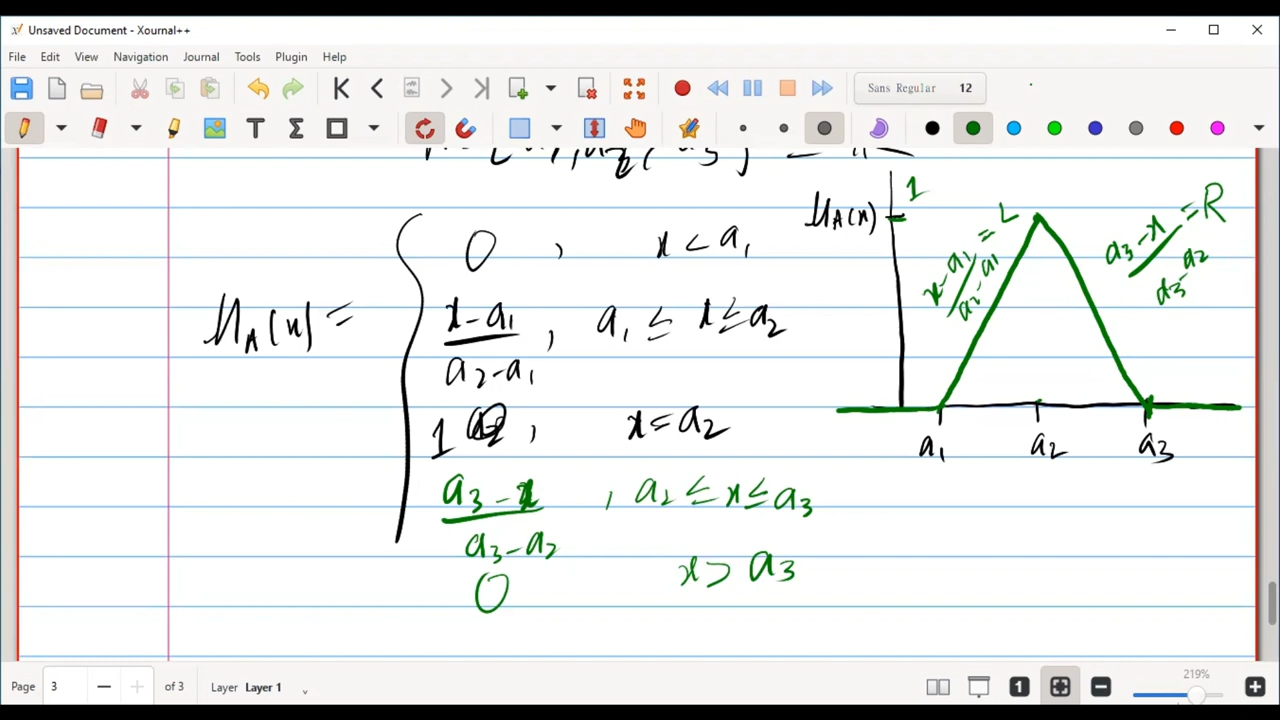 Unsaved Document - Xournal++
File Edit View Navigation Journal Tools Plugin Help
Sans Regular 12
μA(x) =
0 , x < a1
x-a1/a2-a1 , a1 ≤ x ≤ a2
1 , x = a2
a3-x/a3-a2 , a2 ≤ x ≤ a3
0 x > a3
μA(x)
1
x-a1/a2-a1 = L
a3-x/a3-a2 = R
a1 a2 a3
Page 3 of 3 Layer Layer 1 219%